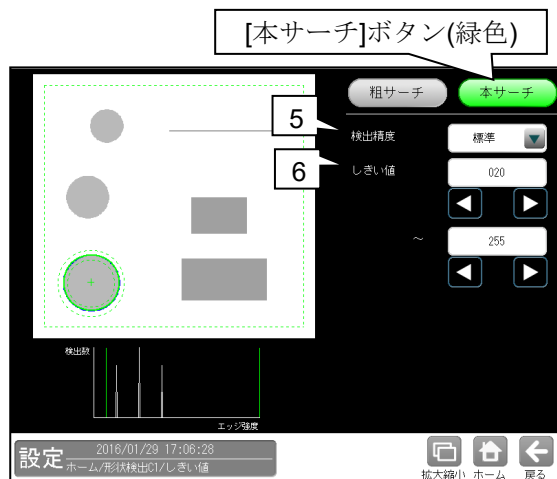 [本サーチ]ボタン(緑色)
粗サーチ
本サーチ
5
検出精度
標準
6
しきい値
020
～
255
検出数
エッジ強度
設定
2016/01/29 17:06:28
ホーム/形状検出C1/しきい値
拡大縮小
ホーム
戻る